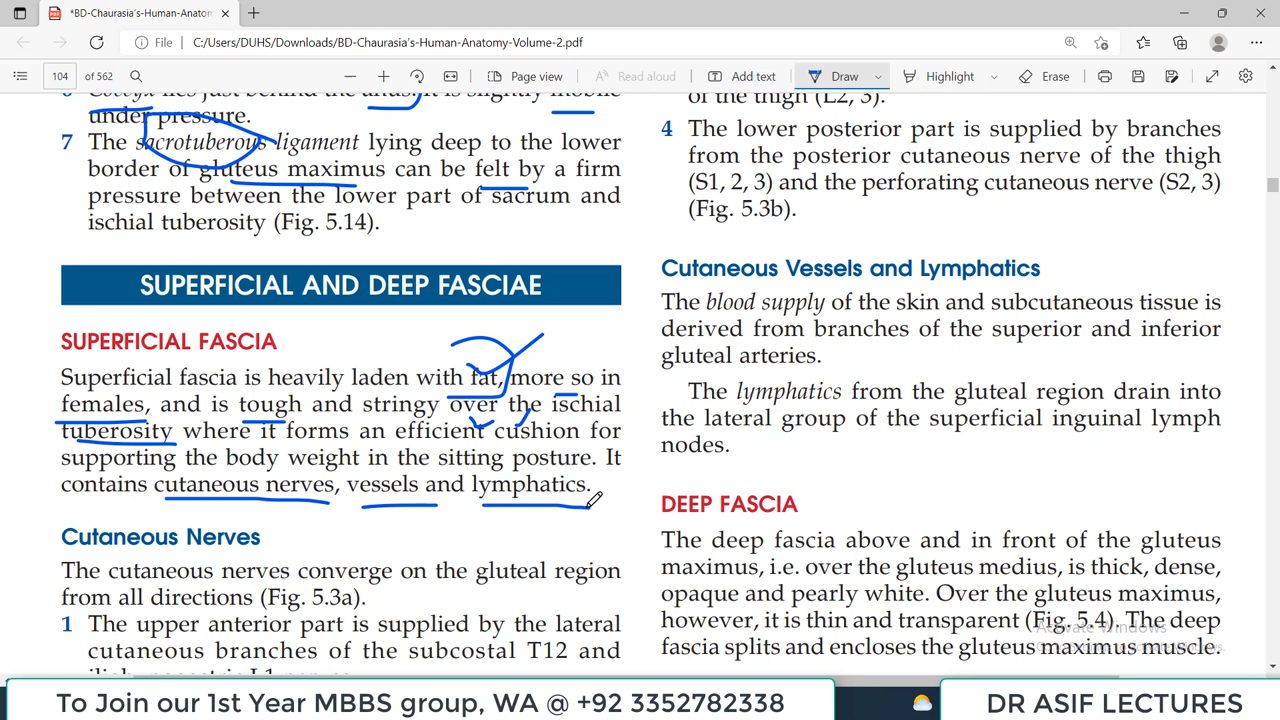 *BD-Chaurasia's-Human-Anatom
File
C:/Users/DUHS/Downloads/BD-Chaurasia's-Human-Anatomy-Volume-2.pdf
104 of 562
Page view
Read aloud
Add text
Draw
Highlight
Erase
under pressure.
7 The sacrotuberous ligament lying deep to the lower
border of gluteus maximus can be felt by a firm
pressure between the lower part of sacrum and
ischial tuberosity (Fig. 5.14).
SUPERFICIAL AND DEEP FASCIAE
SUPERFICIAL FASCIA
Superficial fascia is heavily laden with fat, more so in
females, and is tough and stringy over the ischial
tuberosity where it forms an efficient cushion for
supporting the body weight in the sitting posture. It
contains cutaneous nerves, vessels and lymphatics.
Cutaneous Nerves
The cutaneous nerves converge on the gluteal region
from all directions (Fig. 5.3a).
1 The upper anterior part is supplied by the lateral
cutaneous branches of the subcostal T12 and
of the thigh (L2, 3).
4 The lower posterior part is supplied by branches
from the posterior cutaneous nerve of the thigh
(S1, 2, 3) and the perforating cutaneous nerve (S2, 3)
(Fig. 5.3b).
Cutaneous Vessels and Lymphatics
The blood supply of the skin and subcutaneous tissue is
derived from branches of the superior and inferior
gluteal arteries.
The lymphatics from the gluteal region drain into
the lateral group of the superficial inguinal lymph
nodes.
DEEP FASCIA
The deep fascia above and in front of the gluteus
maximus, i.e. over the gluteus medius, is thick, dense,
opaque and pearly white. Over the gluteus maximus,
however, it is thin and transparent (Fig. 5.4). The deep
fascia splits and encloses the gluteus maximus muscle.
Activate Windows
To Join our 1st Year MBBS group, WA @ +92 3352782338
DR ASIF LECTURES